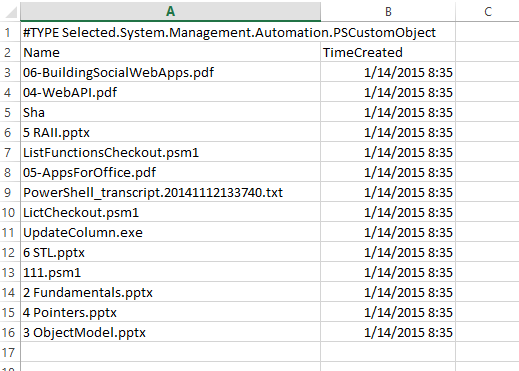 A B C
1 #TYPE Selected.System.Management.Automation.PSCustomObject
2 Name TimeCreated
3 06-BuildingSocialWebApps.pdf 1/14/2015 8:35
4 04-WebAPI.pdf 1/14/2015 8:35
5 Sha 1/14/2015 8:35
6 5 RAII.pptx 1/14/2015 8:35
7 ListFunctionsCheckout.psm1 1/14/2015 8:35
8 05-AppsForOffice.pdf 1/14/2015 8:35
9 PowerShell_transcript.20141112133740.txt 1/14/2015 8:35
10 LictCheckout.psm1 1/14/2015 8:35
11 UpdateColumn.exe 1/14/2015 8:35
12 6 STL.pptx 1/14/2015 8:35
13 111.psm1 1/14/2015 8:35
14 2 Fundamentals.pptx 1/14/2015 8:35
15 4 Pointers.pptx 1/14/2015 8:35
16 3 ObjectModel.pptx 1/14/2015 8:35
17